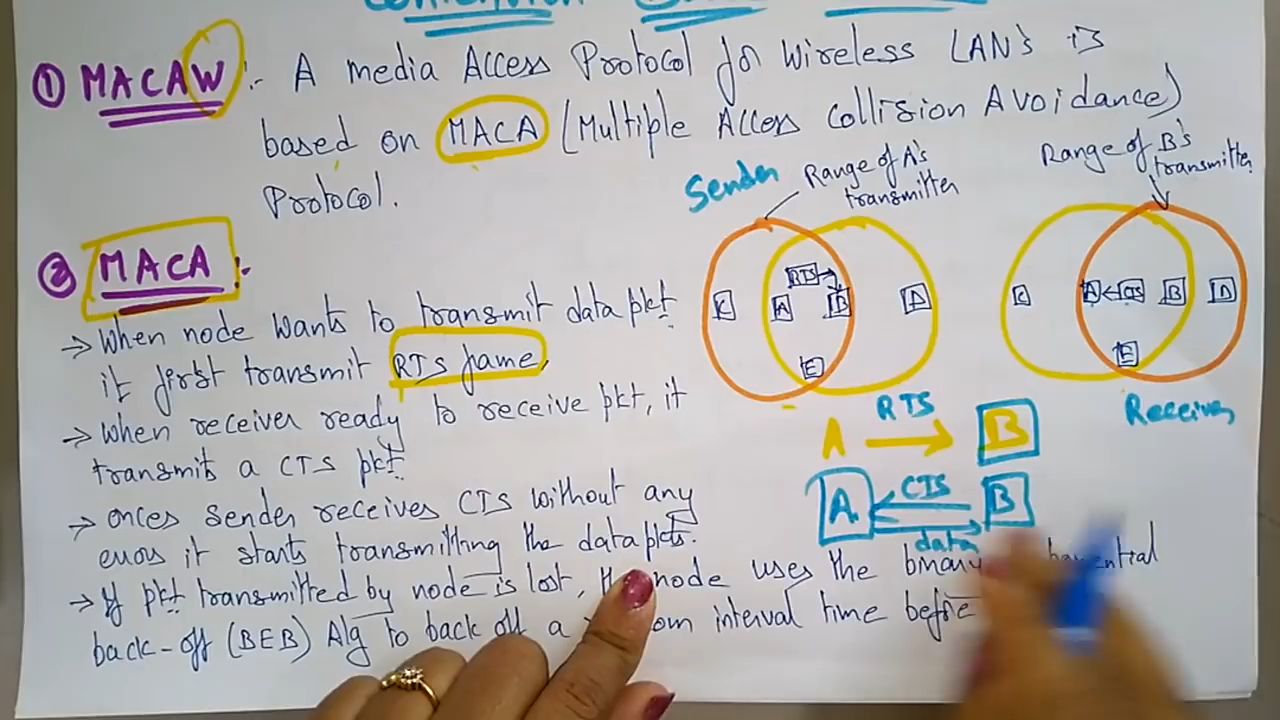 ① MACAW :- A media Access Protocol for Wireless LAN's is
based on MACA (Multiple Access Collision Avoidance)
Protocol.
Sender
Range of A's
transmitter
Range of B's
transmitter
C
RTS
A
B
D
E
C
A
CTS
B
D
E
Receiver
② MACA :-
→ When node wants to transmit data pkt
it first transmit RTS frame,
→ When receiver ready to receive pkt, it
transmits a CTS pkt
→ onces sender receives CTS without any
errors it starts transmitting the data pkts.
→ If pkt transmitted by node is lost, node uses the binary
back-off (BEB) Alg to back off a interval time before
A RTS B
A CTS B
data